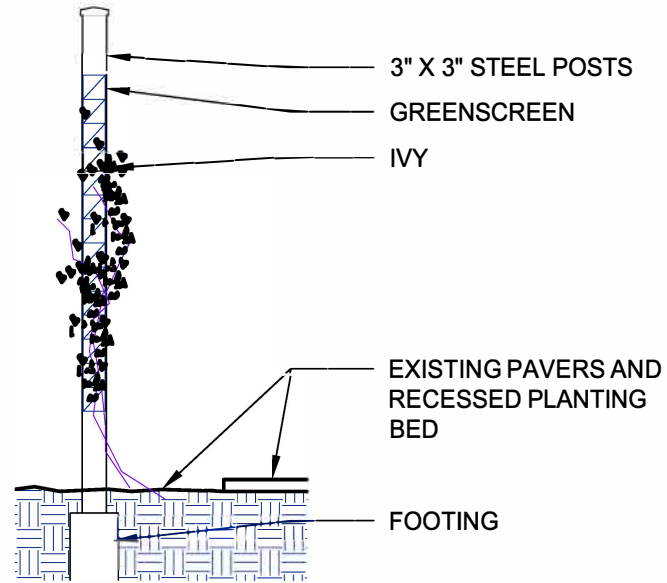 3" X 3" STEEL POSTS
GREENSCREEN
IVY
EXISTING PAVERS AND
RECESSED PLANTING
BED
FOOTING